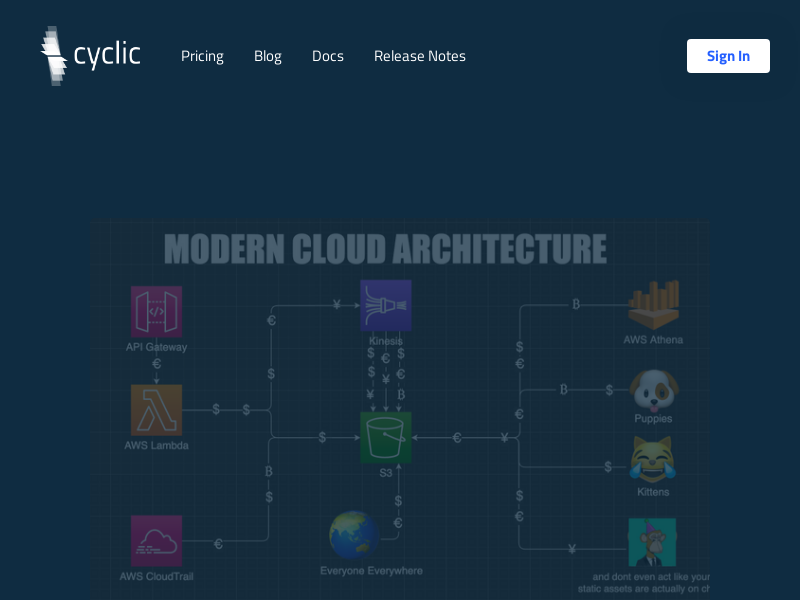 cyclic
Pricing
Blog
Docs
Release Notes
Sign In
MODERN CLOUD ARCHITECTURE
API Gateway
AWS Lambda
AWS CloudTrail
Kinesis
S3
Everyone Everywhere
AWS Athena
Puppies
Kittens
and dont even act like your
static assets are actually on ch
€
$
$
$
€
¥
$
$
¥
€
¥
$
€
B
$
B
$
€
$
€
€
¥
$
€
€
B
B
$
$
$
€
¥